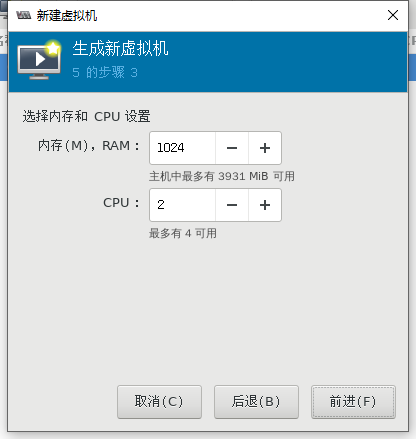 新建虚拟机
生成新虚拟机
5 的步骤 3
选择内存和 CPU 设置
内存(M)，RAM：
1024
主机中最多有 3931 MiB 可用
CPU：
2
最多有 4 可用
取消(C)
后退(B)
前进(F)